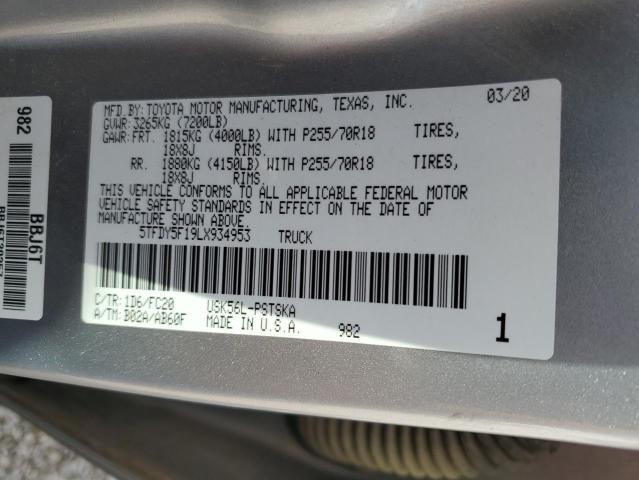 MFD. BY: TOYOTA MOTOR MANUFACTURING, TEXAS, INC. 03/20
GVWR: 3265KG (7200LB)
GAWR: FRT. 1815KG (4000LB) WITH P255/70R18 TIRES,
18X8J RIMS.
RR. 1880KG (4150LB) WITH P255/70R18 TIRES,
18X8J RIMS.
THIS VEHICLE CONFORMS TO ALL APPLICABLE FEDERAL MOTOR
VEHICLE SAFETY STANDARDS IN EFFECT ON THE DATE OF
MANUFACTURE SHOWN ABOVE.
5TFDY5F19LX934953 TRUCK
C/TR: 1D6/FC20 USK56L-PSTSKA
A/TM: B02A/AB60F MADE IN U.S.A. 982 1
982
BBJ6T